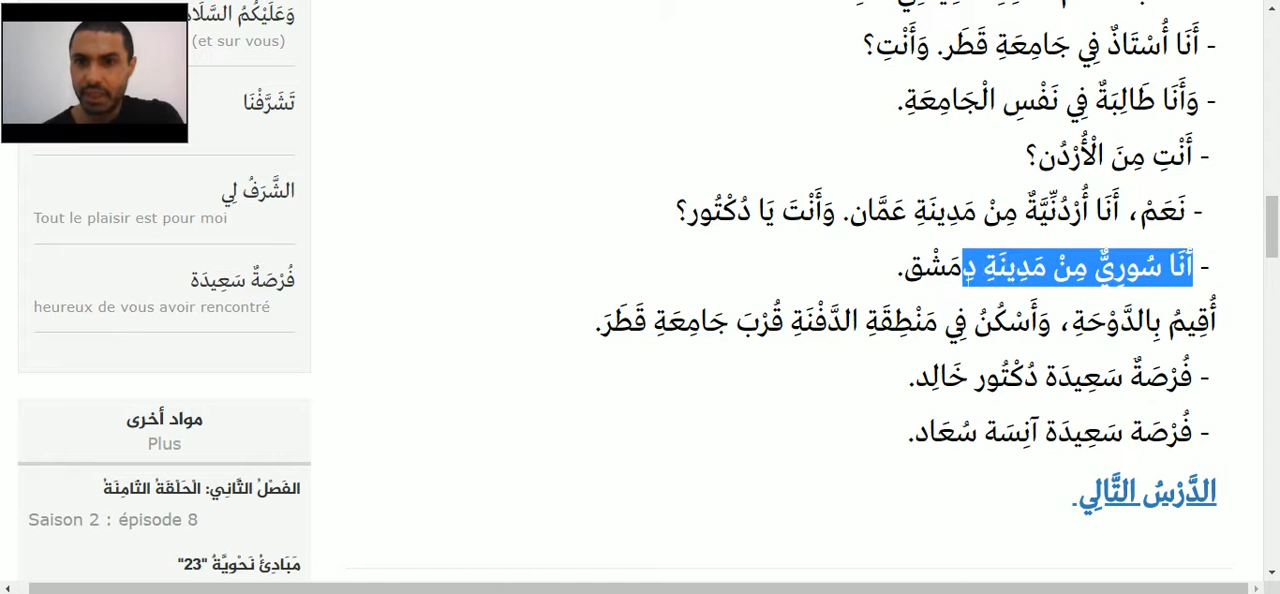 - أَنَا أُسْتَاذٌ فِي جَامِعَةِ قَطَر. وَأَنْتِ؟
- وَأَنَا طَالِبَةٌ فِي نَفْسِ الْجَامِعَةِ.
- أَنْتِ مِنَ الْأُرْدُن؟
- نَعَمْ، أَنَا أُرْدُنِّيَّةٌ مِنْ مَدِينَةِ عَمَّان. وَأَنْتَ يَا دُكْتُور؟
- أَنَا سُورِيٌّ مِنْ مَدِينَةِ دِمَشْق.
أُقِيمُ بِالدَّوْحَةِ، وَأَسْكُنُ فِي مَنْطِقَةِ الدَّفْنَةِ قُرْبَ جَامِعَةِ قَطَرَ.
- فُرْصَةٌ سَعِيدَة دُكْتُور خَالِد.
- فُرْصَة سَعِيدَة آنِسَة سُعَاد.
الدَّرْسُ التَّالِي
وَعَلَيْكُمُ
(et sur vous)
تَشَرَّفْنَا
الشَّرَفُ لِي
Tout le plaisir est pour moi
فُرْصَةٌ سَعِيدَة
heureux de vous avoir rencontré
مواد أخرى
Plus
الفَصْلُ الثَّانِي: الْحَلْقَةُ الثَّامِنَةُ
Saison 2 : épisode 8
مَبَادِئُ نَحْوِيَّةُ "23"